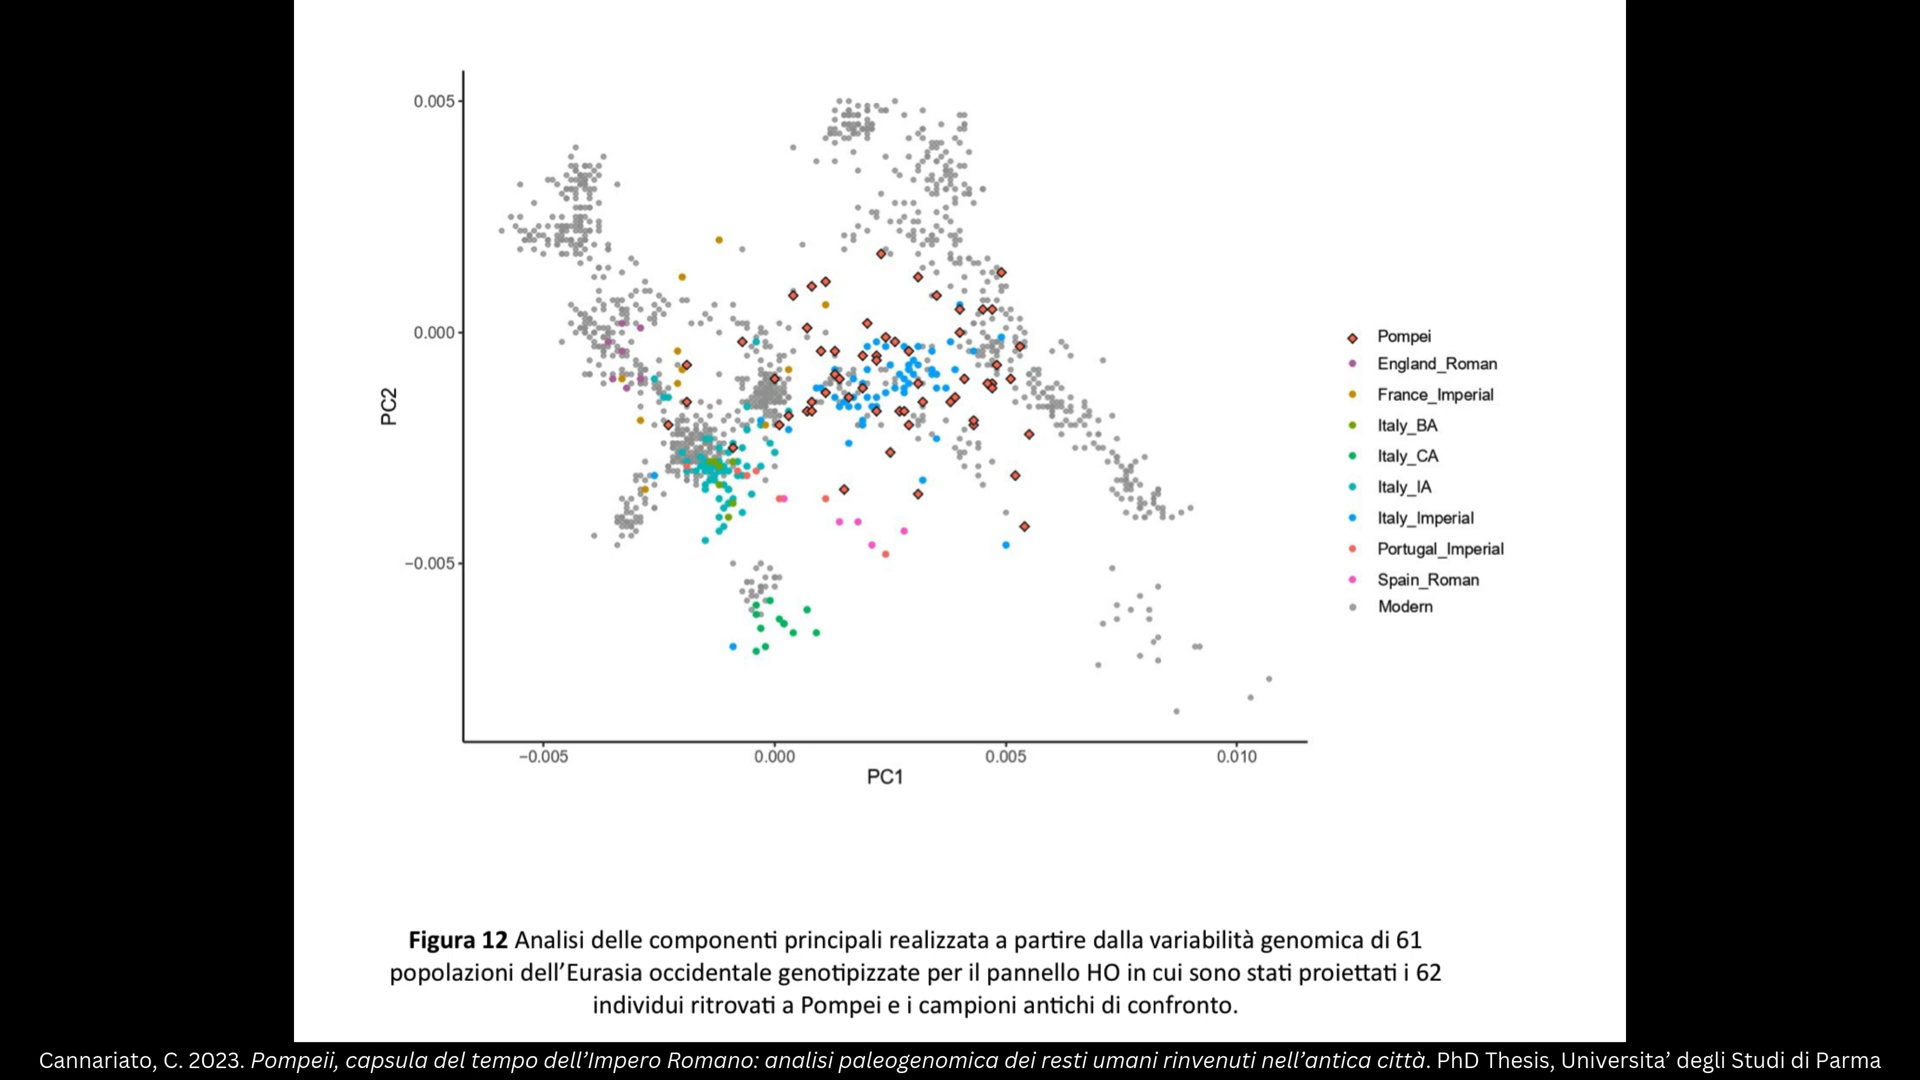 0.005
0.000
−0.005
PC2
−0.005
0.000
0.005
0.010
PC1
Pompei
England_Roman
France_Imperial
Italy_BA
Italy_CA
Italy_IA
Italy_Imperial
Portugal_Imperial
Spain_Roman
Modern
Figura 12 Analisi delle componenti principali realizzata a partire dalla variabilità genomica di 61
popolazioni dell’Eurasia occidentale genotipizzate per il pannello HO in cui sono stati proiettati i 62
individui ritrovati a Pompei e i campioni antichi di confronto.
Cannariato, C. 2023. Pompeii, capsula del tempo dell’Impero Romano: analisi paleogenomica dei resti umani rinvenuti nell’antica città. PhD Thesis, Universita’ degli Studi di Parma